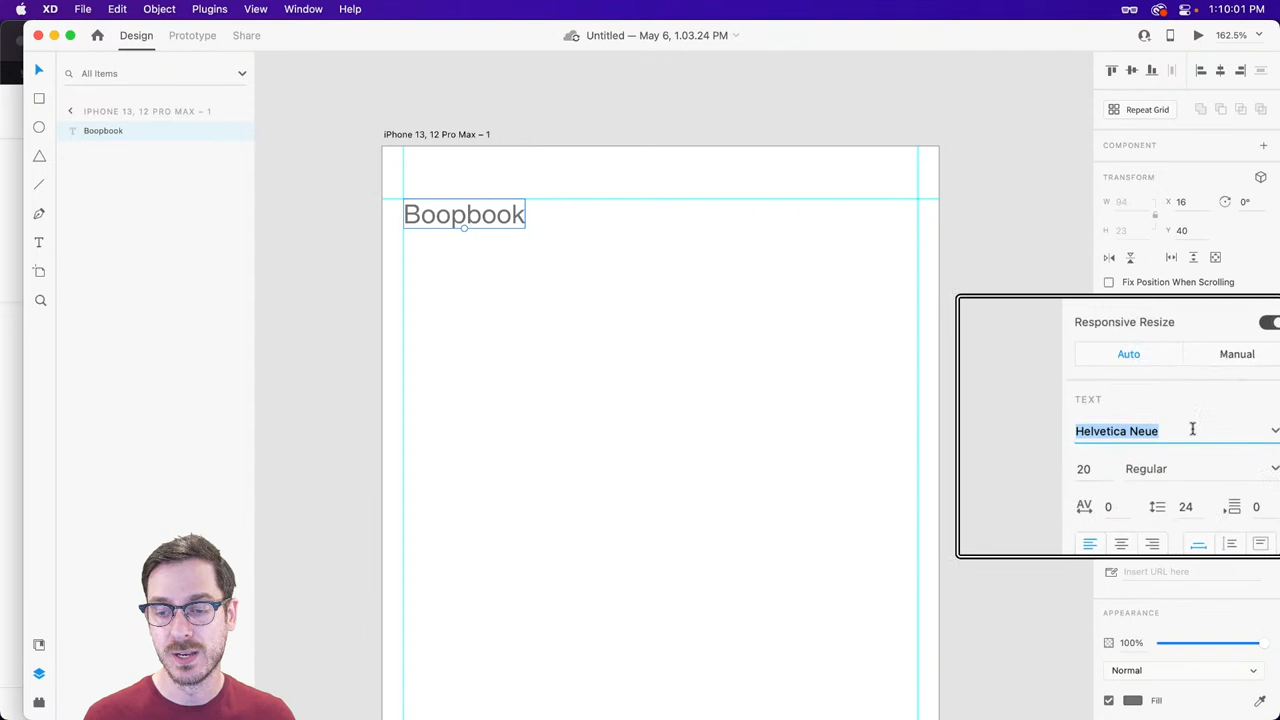 XD File Edit Object Plugins View Window Help 1:10:01 PM
Design Prototype Share Untitled — May 6, 1.03.24 PM 162.5%
All Items
IPHONE 13, 12 PRO MAX – 1
T Boopbook
iPhone 13, 12 Pro Max – 1
Boopbook
Repeat Grid
COMPONENT +
TRANSFORM
W 94 X 16 0°
H 23 Y 40
Fix Position When Scrolling
Responsive Resize
Auto Manual
TEXT
Helvetica Neue
20 Regular
AV 0 24 0
Insert URL here
APPEARANCE
100%
Normal
Fill